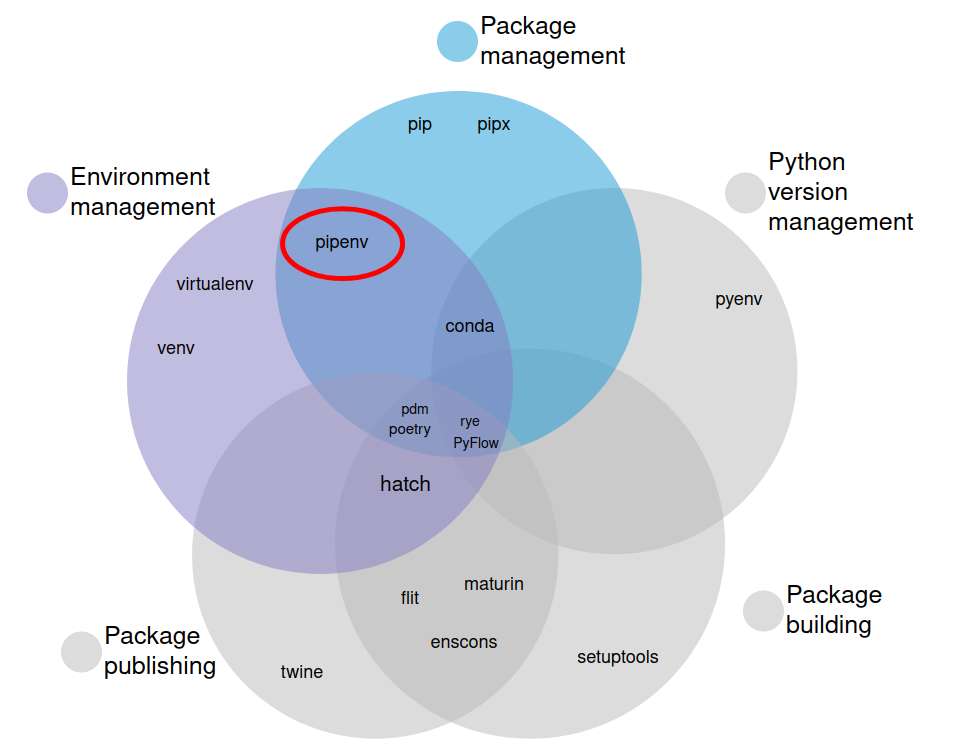 Package
management
pip
pipx
Python
version
management
Environment
management
pipenv
virtualenv
pyenv
conda
venv
pdm
poetry
rye
PyFlow
hatch
maturin
flit
Package
building
enscons
Package
publishing
setuptools
twine